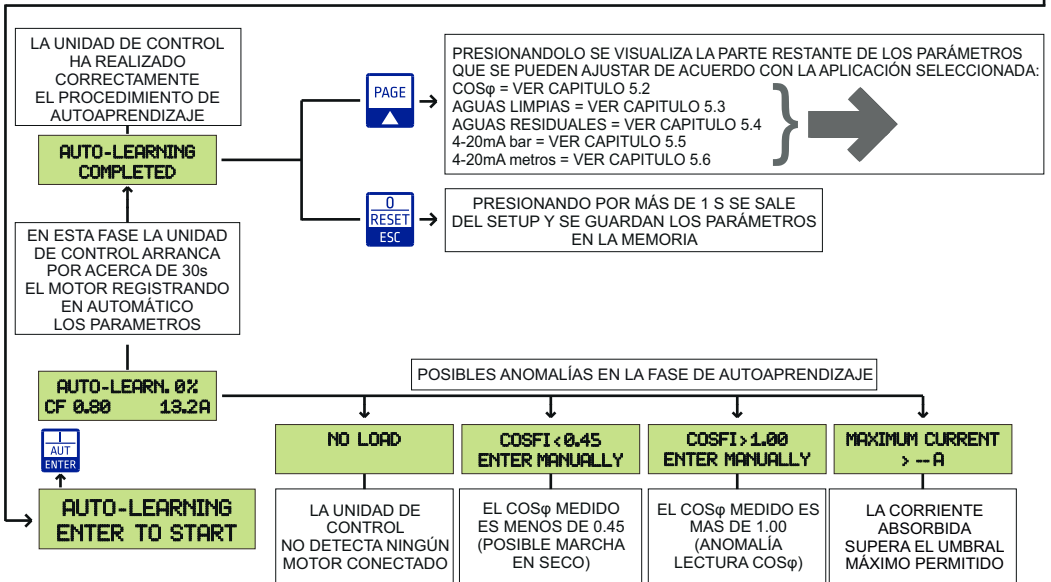 LA UNIDAD DE CONTROL
HA REALIZADO
CORRECTAMENTE
EL PROCEDIMIENTO DE
AUTOAPRENDIZAJE
AUTO-LEARNING
COMPLETED
PAGE
PRESIONANDOLO SE VISUALIZA LA PARTE RESTANTE DE LOS PARÁMETROS
QUE SE PUEDEN AJUSTAR DE ACUERDO CON LA APLICACIÓN SELECCIONADA:
COSφ = VER CAPITULO 5.2
AGUAS LIMPIAS = VER CAPITULO 5.3
AGUAS RESIDUALES = VER CAPITULO 5.4
4-20mA bar = VER CAPITULO 5.5
4-20mA metros = VER CAPITULO 5.6
0
RESET
ESC
PRESIONANDO POR MÁS DE 1 S SE SALE
DEL SETUP Y SE GUARDAN LOS PARÁMETROS
EN LA MEMORIA
EN ESTA FASE LA UNIDAD
DE CONTROL ARRANCA
POR ACERCA DE 30s
EL MOTOR REGISTRANDO
EN AUTOMÁTICO
LOS PARAMETROS
AUTO-LEARN. 0%
CF 0.80 13.2A
I
AUT
ENTER
AUTO-LEARNING
ENTER TO START
POSIBLES ANOMALÍAS EN LA FASE DE AUTOAPRENDIZAJE
NO LOAD
LA UNIDAD DE
CONTROL
NO DETECTA NINGÚN
MOTOR CONECTADO
COSFI<0.45
ENTER MANUALLY
EL COSφ MEDIDO
ES MENOS DE 0.45
(POSIBLE MARCHA
EN SECO)
COSFI>1.00
ENTER MANUALLY
EL COSφ MEDIDO ES
MAS DE 1.00
(ANOMALÍA
LECTURA COSφ)
MAXIMUM CURRENT
> -- A
LA CORRIENTE
ABSORBIDA
SUPERA EL UMBRAL
MÁXIMO PERMITIDO